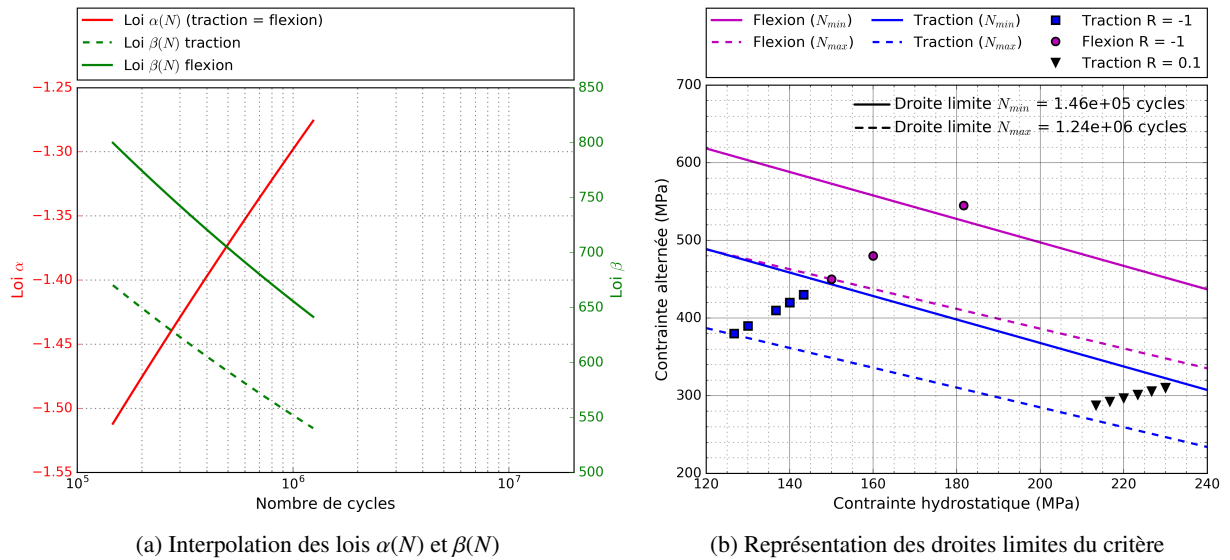 Loi α(N) (traction = flexion)
Loi β(N) traction
Loi β(N) flexion
−1.25
−1.30
−1.35
−1.40
−1.45
−1.50
−1.55
Loi α
850
800
750
700
650
600
550
500
Loi β
10^5 10^6 10^7
Nombre de cycles
(a) Interpolation des lois α(N) et β(N)
Flexion (N_min) Traction (N_min) Traction R = -1
Flexion (N_max) Traction (N_max) Flexion R = -1
Traction R = 0.1
Droite limite N_min = 1.46e+05 cycles
Droite limite N_max = 1.24e+06 cycles
700
600
500
400
300
200
Contrainte alternée (MPa)
120 140 160 180 200 220 240
Contrainte hydrostatique (MPa)
(b) Représentation des droites limites du critère